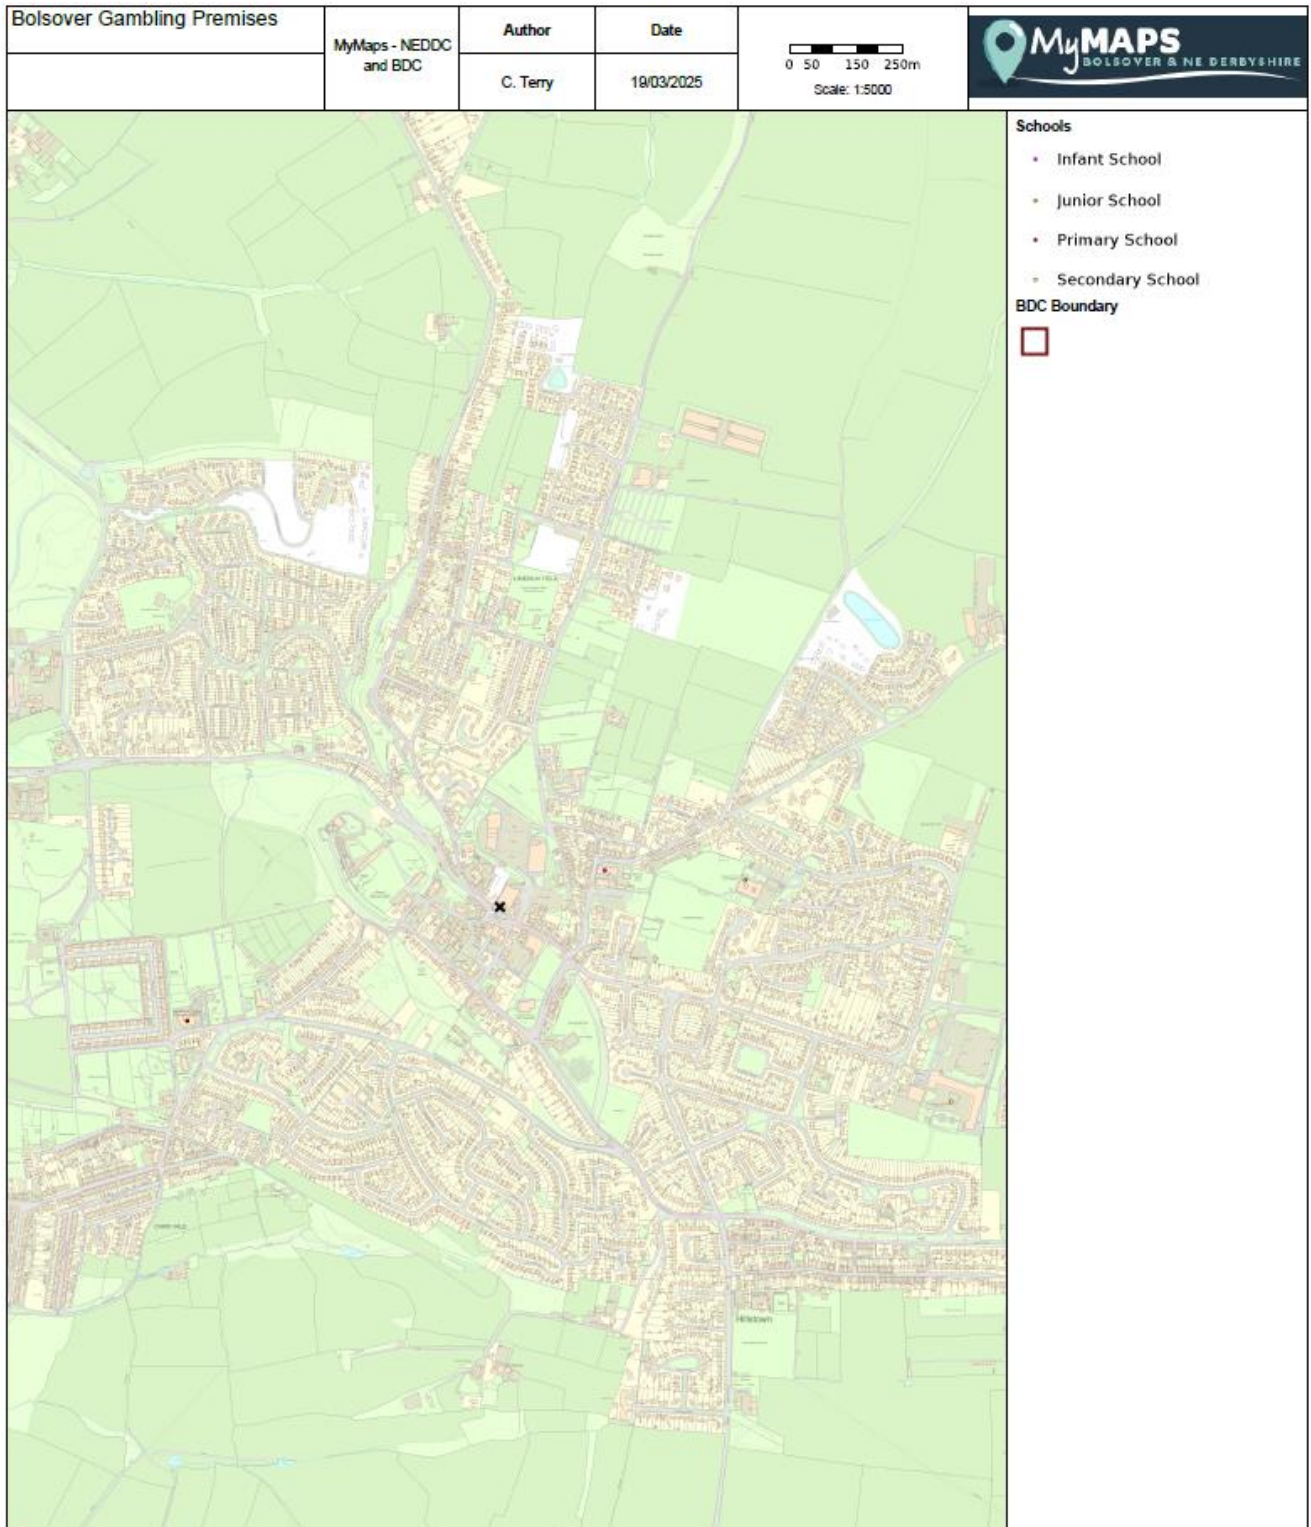 Bolsover Gambling Premises
MyMaps - NEDDC
and BDC
Author
C. Terry
Date
19/03/2025
0 50 150 250m
Scale: 1:5000
MyMAPS
BOLSOVER & NE DERBYSHIRE
Schools
Infant School
Junior School
Primary School
Secondary School
BDC Boundary
Hillstown